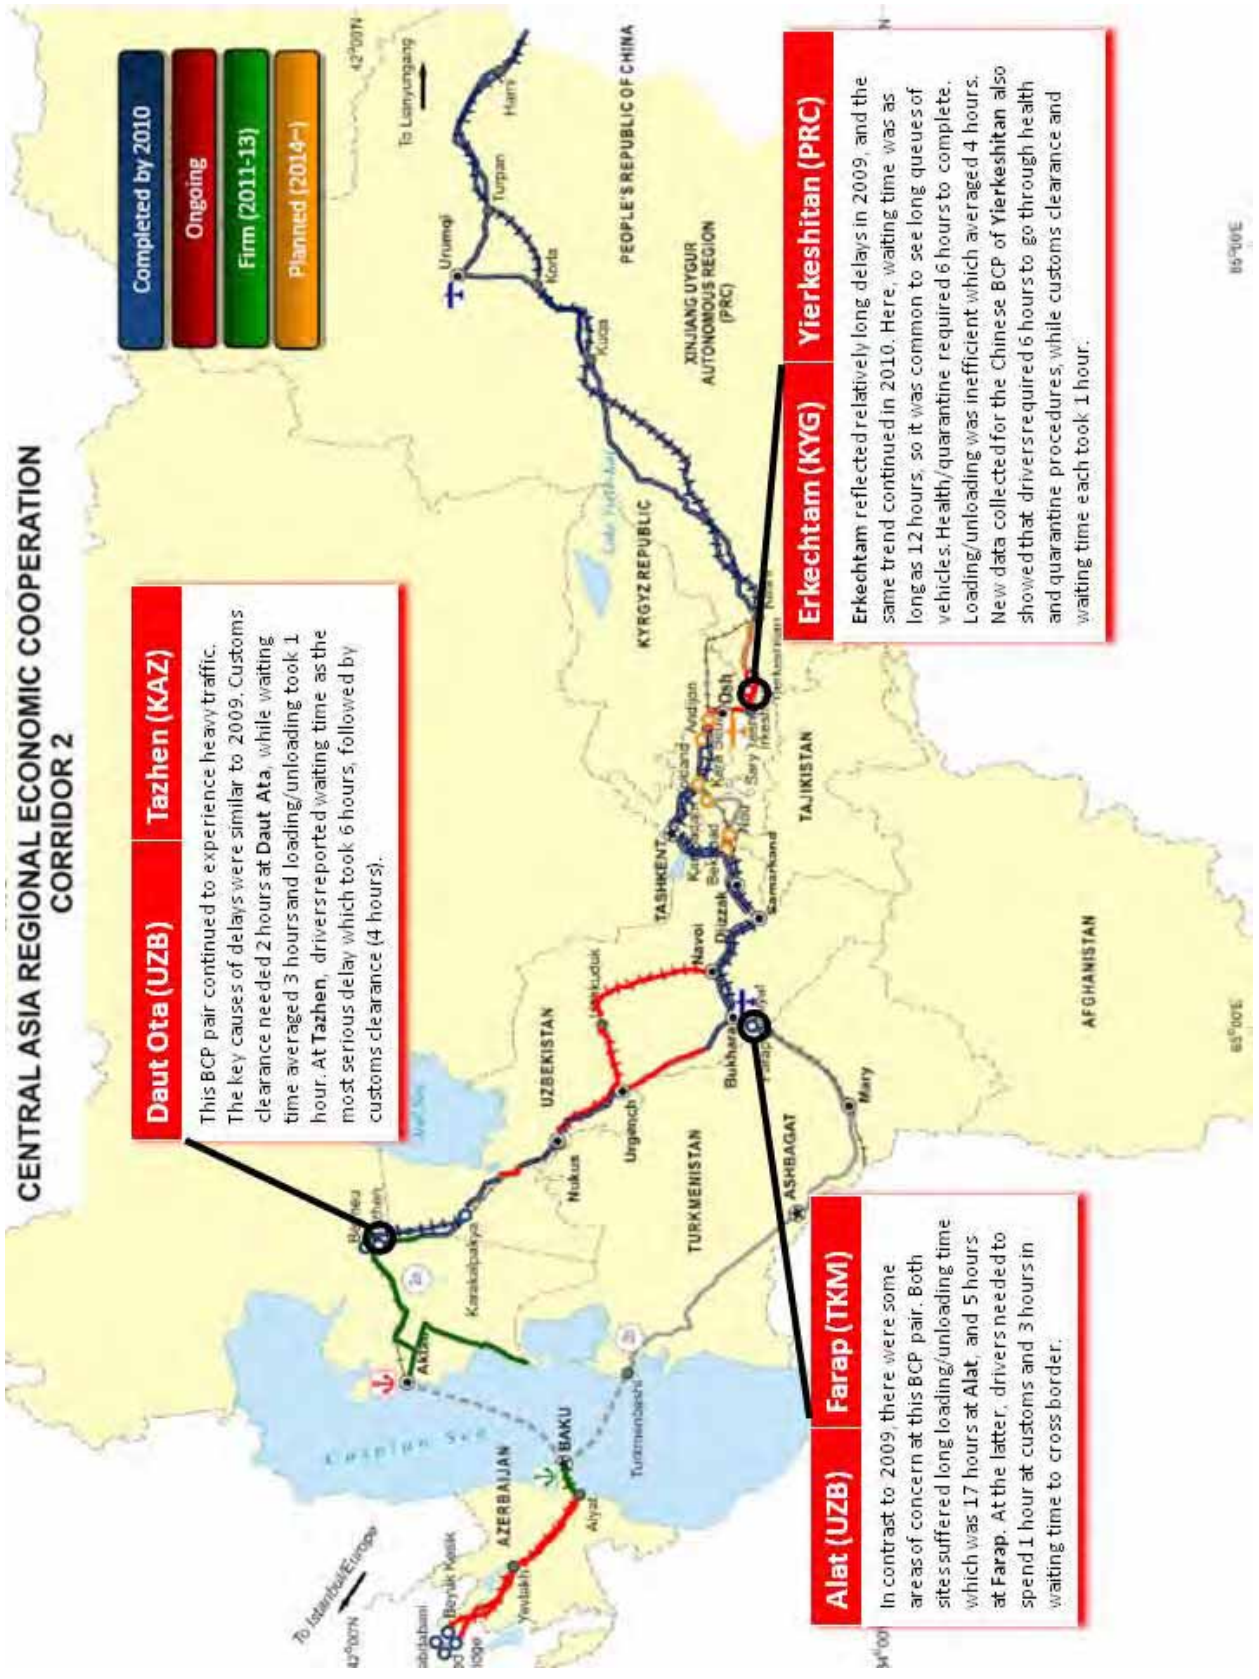 CENTRAL ASIA REGIONAL ECONOMIC COOPERATION
CORRIDOR 2
Completed by 2010
Ongoing
Firm (2011-13)
Planned (2014~)
Daut Ota (UZB)
Tazhen (KAZ)
This BCP pair continued to experience heavy traffic.
The key causes of delays were similar to 2009. Customs
clearance needed 2 hours at Daut Ata, while waiting
time averaged 3 hours and loading/unloading took 1
hour. At Tazhen, drivers reported waiting time as the
most serious delay which took 6 hours, followed by
customs clearance (4 hours).
Alat (UZB)
Farap (TKM)
In contrast to 2009, there were some
areas of concern at this BCP pair. Both
sites suffered long loading/unloading time
which was 17 hours at Alat, and 5 hours
at Farap. At the latter, drivers needed to
spend 1 hour at customs and 3 hours in
waiting time to cross border.
Erkechtam (KYG)
Yierkeshitan (PRC)
Erkechtam reflected relatively long delays in 2009, and the
same trend continued in 2010. Here, waiting time was as
long as 12 hours, so it was common to see long queues of
vehicles. Health/quarantine required 6 hours to complete.
Loading/unloading was inefficient which averaged 4 hours.
New data collected for the Chinese BCP of Yierkeshitan also
showed that drivers required 6 hours to go through health
and quarantine procedures, while customs clearance and
waiting time each took 1 hour.
To Istanbul/Europe
42°00'N
42°00'N
To Lianyungang
Hami
Turpan
Urumqi
Korla
Kuqa
PEOPLE'S REPUBLIC OF CHINA
XINJIANG UYGUR
AUTONOMOUS REGION
(PRC)
KYRGYZ REPUBLIC
Osh
Andijon
TASHKENT
TAJIKISTAN
Samarkand
Djizzak
Navoi
Bukhara
UZBEKISTAN
Urgench
Nukus
Karakalpakya
TURKMENISTAN
ASHBAGAT
Mary
AFGHANISTAN
Turkmenbashi
Caspian Sea
BAKU
AZERBAIJAN
Alyat
Yevlakh
Beyuk Kesik
65°00'E
85°00'E